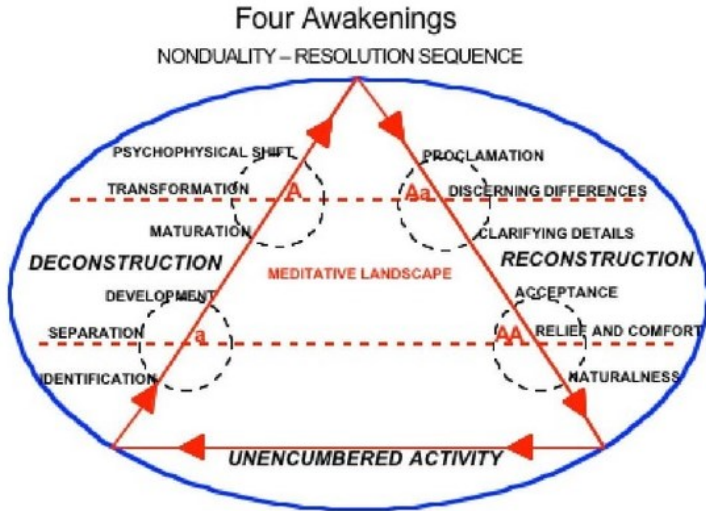 Four Awakenings
NONDUALITY – RESOLUTION SEQUENCE
PSYCHOPHYSICAL SHIFT
PROCLAMATION
TRANSFORMATION
A
Aa
DISCERNING DIFFERENCES
MATURATION
CLARIFYING DETAILS
DECONSTRUCTION
MEDITATIVE LANDSCAPE
RECONSTRUCTION
DEVELOPMENT
ACCEPTANCE
SEPARATION
a
AA
RELIEF AND COMFORT
IDENTIFICATION
NATURALNESS
UNENCUMBERED ACTIVITY